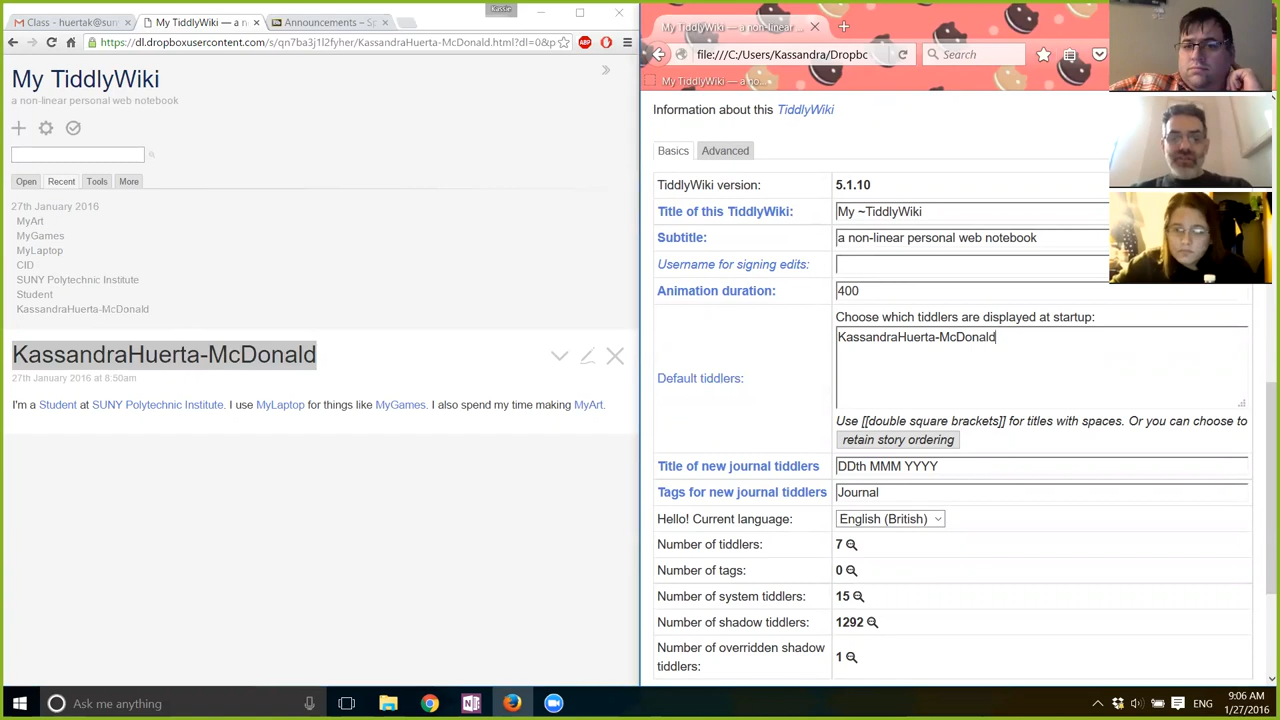 Class - huertak@sun
My TiddlyWiki — a n
Announcements – Sp
Kassie
https://dl.dropboxusercontent.com/s/qn7ba3j1l2fyher/KassandraHuerta-McDonald.html?dl=0&p
My TiddlyWiki
a non-linear personal web notebook
Open
Recent
Tools
More
27th January 2016
MyArt
MyGames
MyLaptop
CID
SUNY Polytechnic Institute
Student
KassandraHuerta-McDonald
KassandraHuerta-McDonald
27th January 2016 at 8.50am
I'm a Student at SUNY Polytechnic Institute. I use MyLaptop for things like MyGames. I also spend my time making MyArt.
My TiddlyWiki — a non-linear ...
file:///C:/Users/Kassandra/Dropbc
Search
My TiddlyWiki — a no...
Information about this TiddlyWiki
Basics
Advanced
TiddlyWiki version: 5.1.10
Title of this TiddlyWiki: My ~TiddlyWiki
Subtitle: a non-linear personal web notebook
Username for signing edits:
Animation duration: 400
Choose which tiddlers are displayed at startup:
KassandraHuerta-McDonald
Default tiddlers:
Use [[double square brackets]] for titles with spaces. Or you can choose to
retain story ordering
Title of new journal tiddlers DDth MMM YYYY
Tags for new journal tiddlers Journal
Hello! Current language: English (British)
Number of tiddlers: 7
Number of tags: 0
Number of system tiddlers: 15
Number of shadow tiddlers: 1292
Number of overridden shadow
tiddlers: 1
Ask me anything
ENG
9:06 AM
1/27/2016